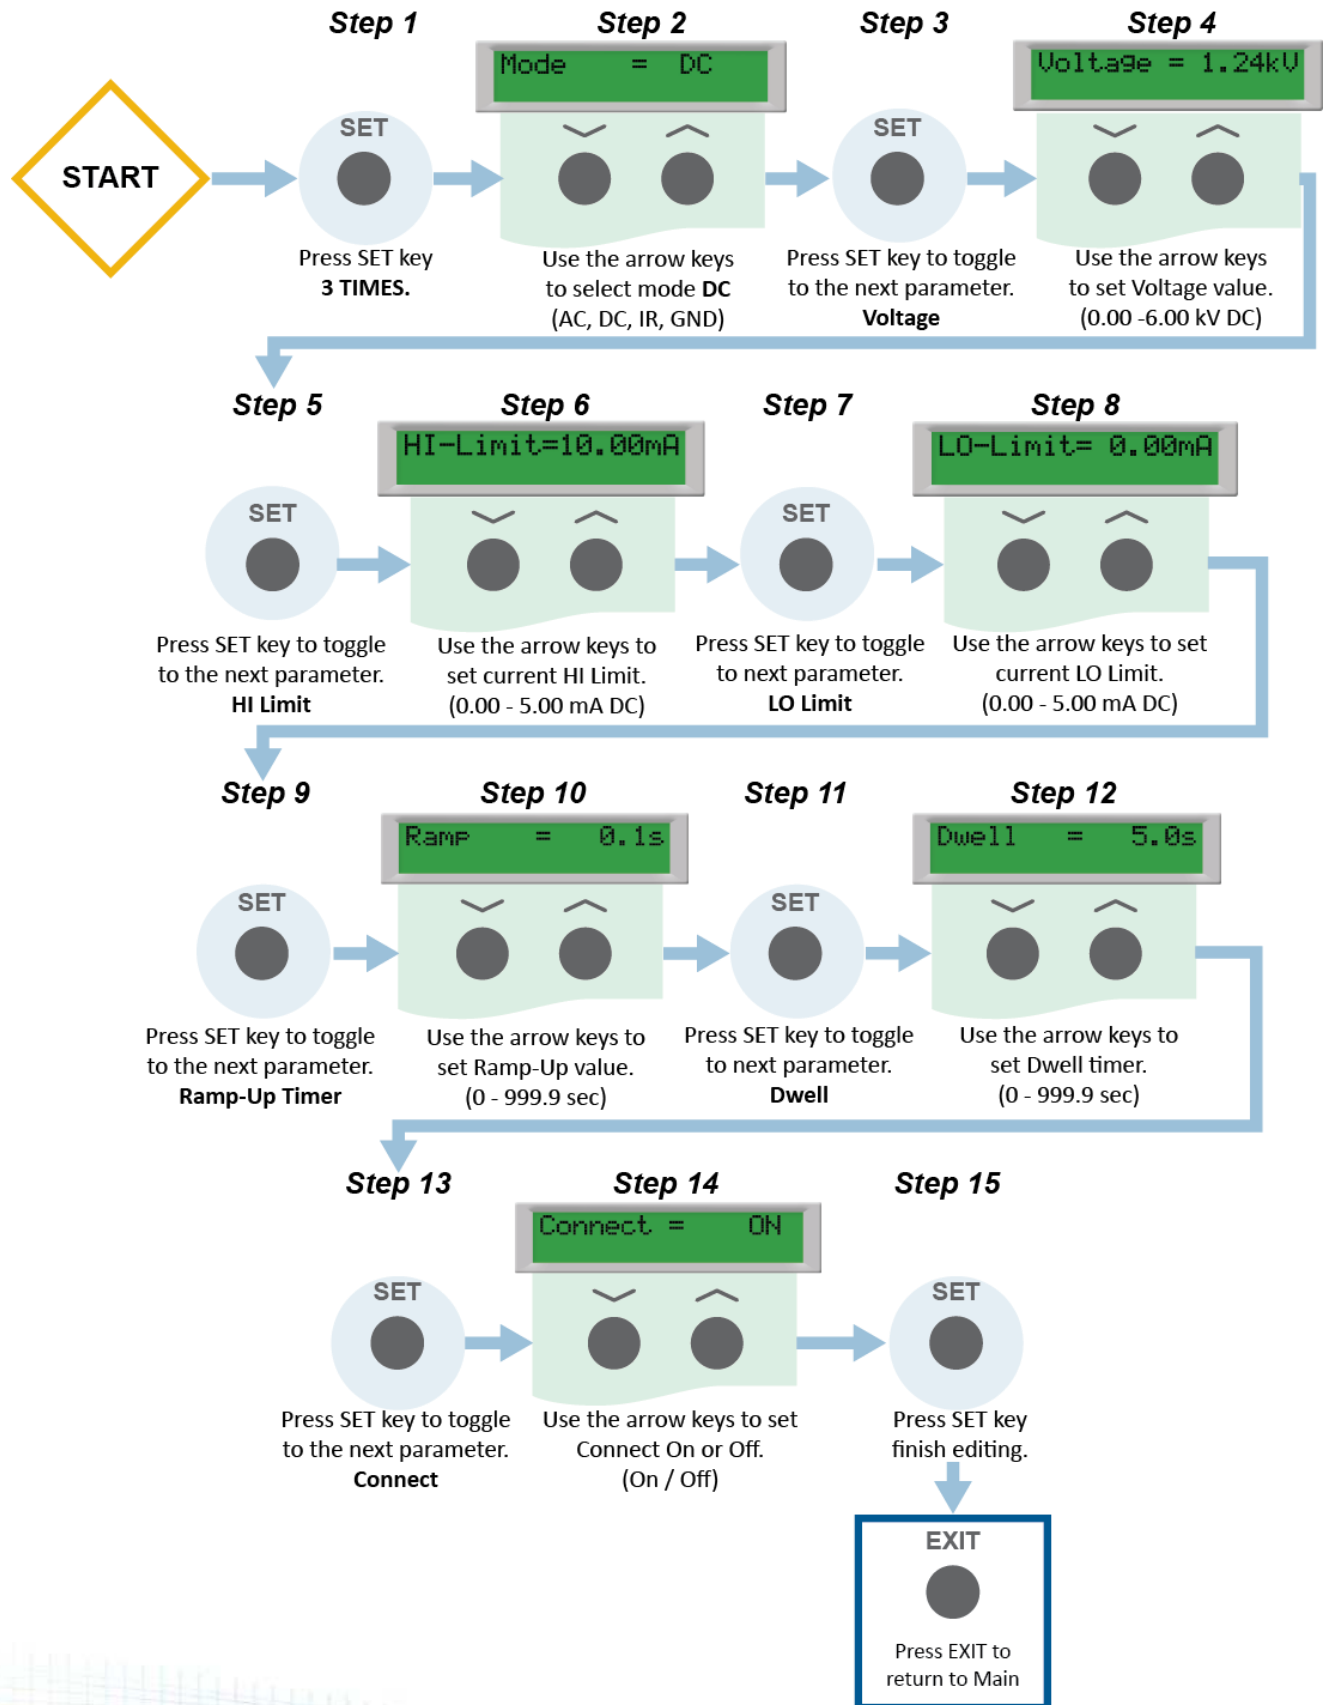 Step 1
Step 2
Step 3
Step 4
Mode = DC
Voltage = 1.24kV
START
SET
SET
Press SET key
3 TIMES.
Use the arrow keys
to select mode DC
(AC, DC, IR, GND)
Press SET key to toggle
to the next parameter.
Voltage
Use the arrow keys
to set Voltage value.
(0.00 -6.00 kV DC)
Step 5
Step 6
Step 7
Step 8
HI-Limit=10.00mA
LO-Limit= 0.00mA
SET
SET
Press SET key to toggle
to the next parameter.
HI Limit
Use the arrow keys to
set current HI Limit.
(0.00 - 5.00 mA DC)
Press SET key to toggle
to next parameter.
LO Limit
Use the arrow keys to set
current LO Limit.
(0.00 - 5.00 mA DC)
Step 9
Step 10
Step 11
Step 12
Ramp = 0.1s
Dwell = 5.0s
SET
SET
Press SET key to toggle
to the next parameter.
Ramp-Up Timer
Use the arrow keys to
set Ramp-Up value.
(0 - 999.9 sec)
Press SET key to toggle
to next parameter.
Dwell
Use the arrow keys to
set Dwell timer.
(0 - 999.9 sec)
Step 13
Step 14
Step 15
Connect = ON
SET
SET
Press SET key to toggle
to the next parameter.
Connect
Use the arrow keys to set
Connect On or Off.
(On / Off)
Press SET key
finish editing.
EXIT
Press EXIT to
return to Main